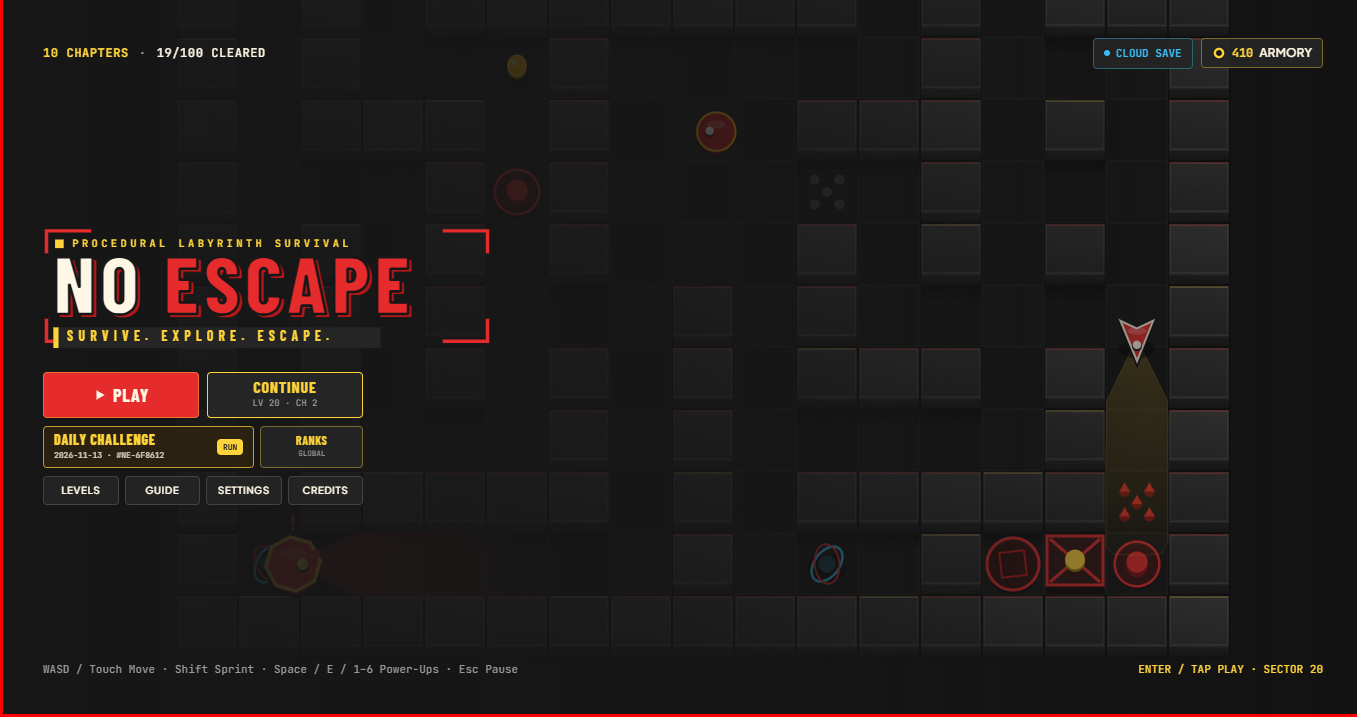 10 CHAPTERS · 19/100 CLEARED
CLOUD SAVE
410 ARMORY
PROCEDURAL LABYRINTH SURVIVAL
NO ESCAPE
SURVIVE. EXPLORE. ESCAPE.
PLAY
CONTINUE
LV 20 · CH 2
DAILY CHALLENGE
2026-11-13 · #NE-6F8612
RUN
RANKS
GLOBAL
LEVELS
GUIDE
SETTINGS
CREDITS
!
WASD / Touch Move · Shift Sprint · Space / E / 1–6 Power-Ups · Esc Pause
ENTER / TAP PLAY · SECTOR 20